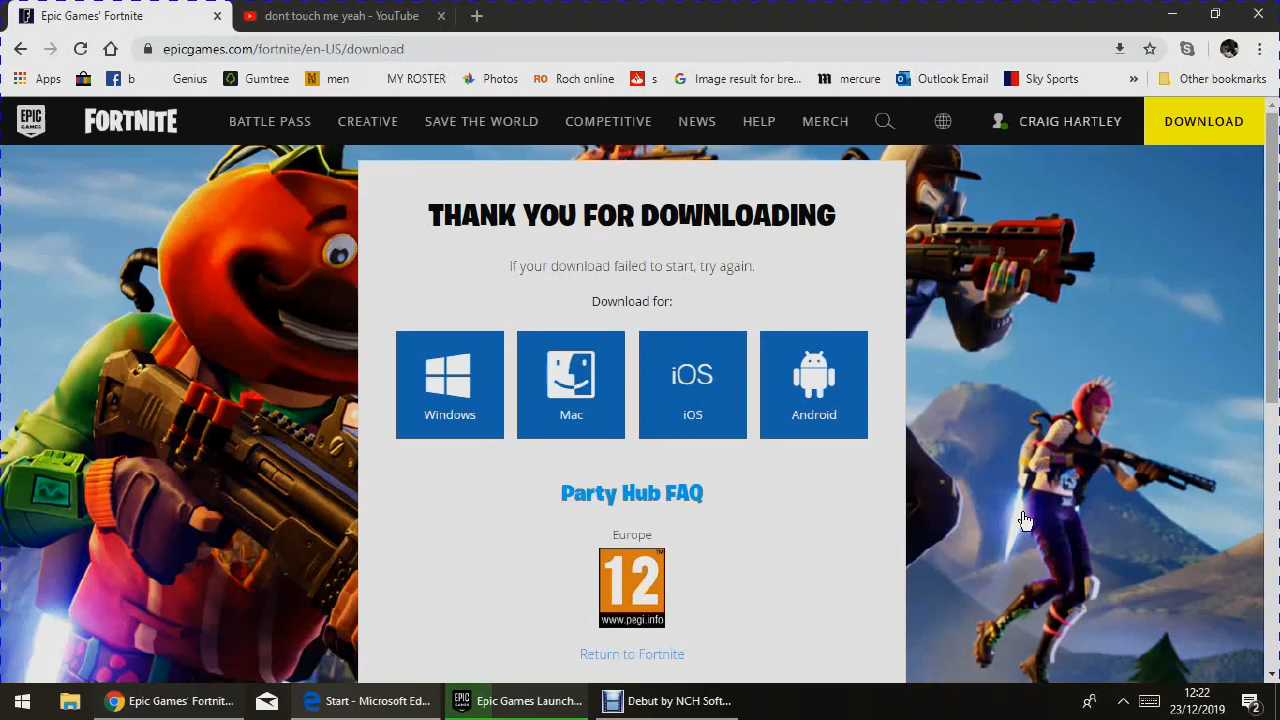 Epic Games' Fortnite
dont touch me yeah - YouTube
epicgames.com/fortnite/en-US/download
Apps
b
Genius
Gumtree
men
MY ROSTER
Photos
RO Roch online
s
Image result for bre...
m mercure
Outlook Email
Sky Sports
»
Other bookmarks
EPIC GAMES
FORTNITE
BATTLE PASS
CREATIVE
SAVE THE WORLD
COMPETITIVE
NEWS
HELP
MERCH
CRAIG HARTLEY
DOWNLOAD
THANK YOU FOR DOWNLOADING
If your download failed to start, try again.
Download for:
Windows
Mac
iOS
iOS
Android
Party Hub FAQ
Europe
12 ™
www.pegi.info
Return to Fortnite
Epic Games' Fortnit...
Start - Microsoft Ed...
Epic Games Launch...
Debut by NCH Soft...
12:22
23/12/2019
2